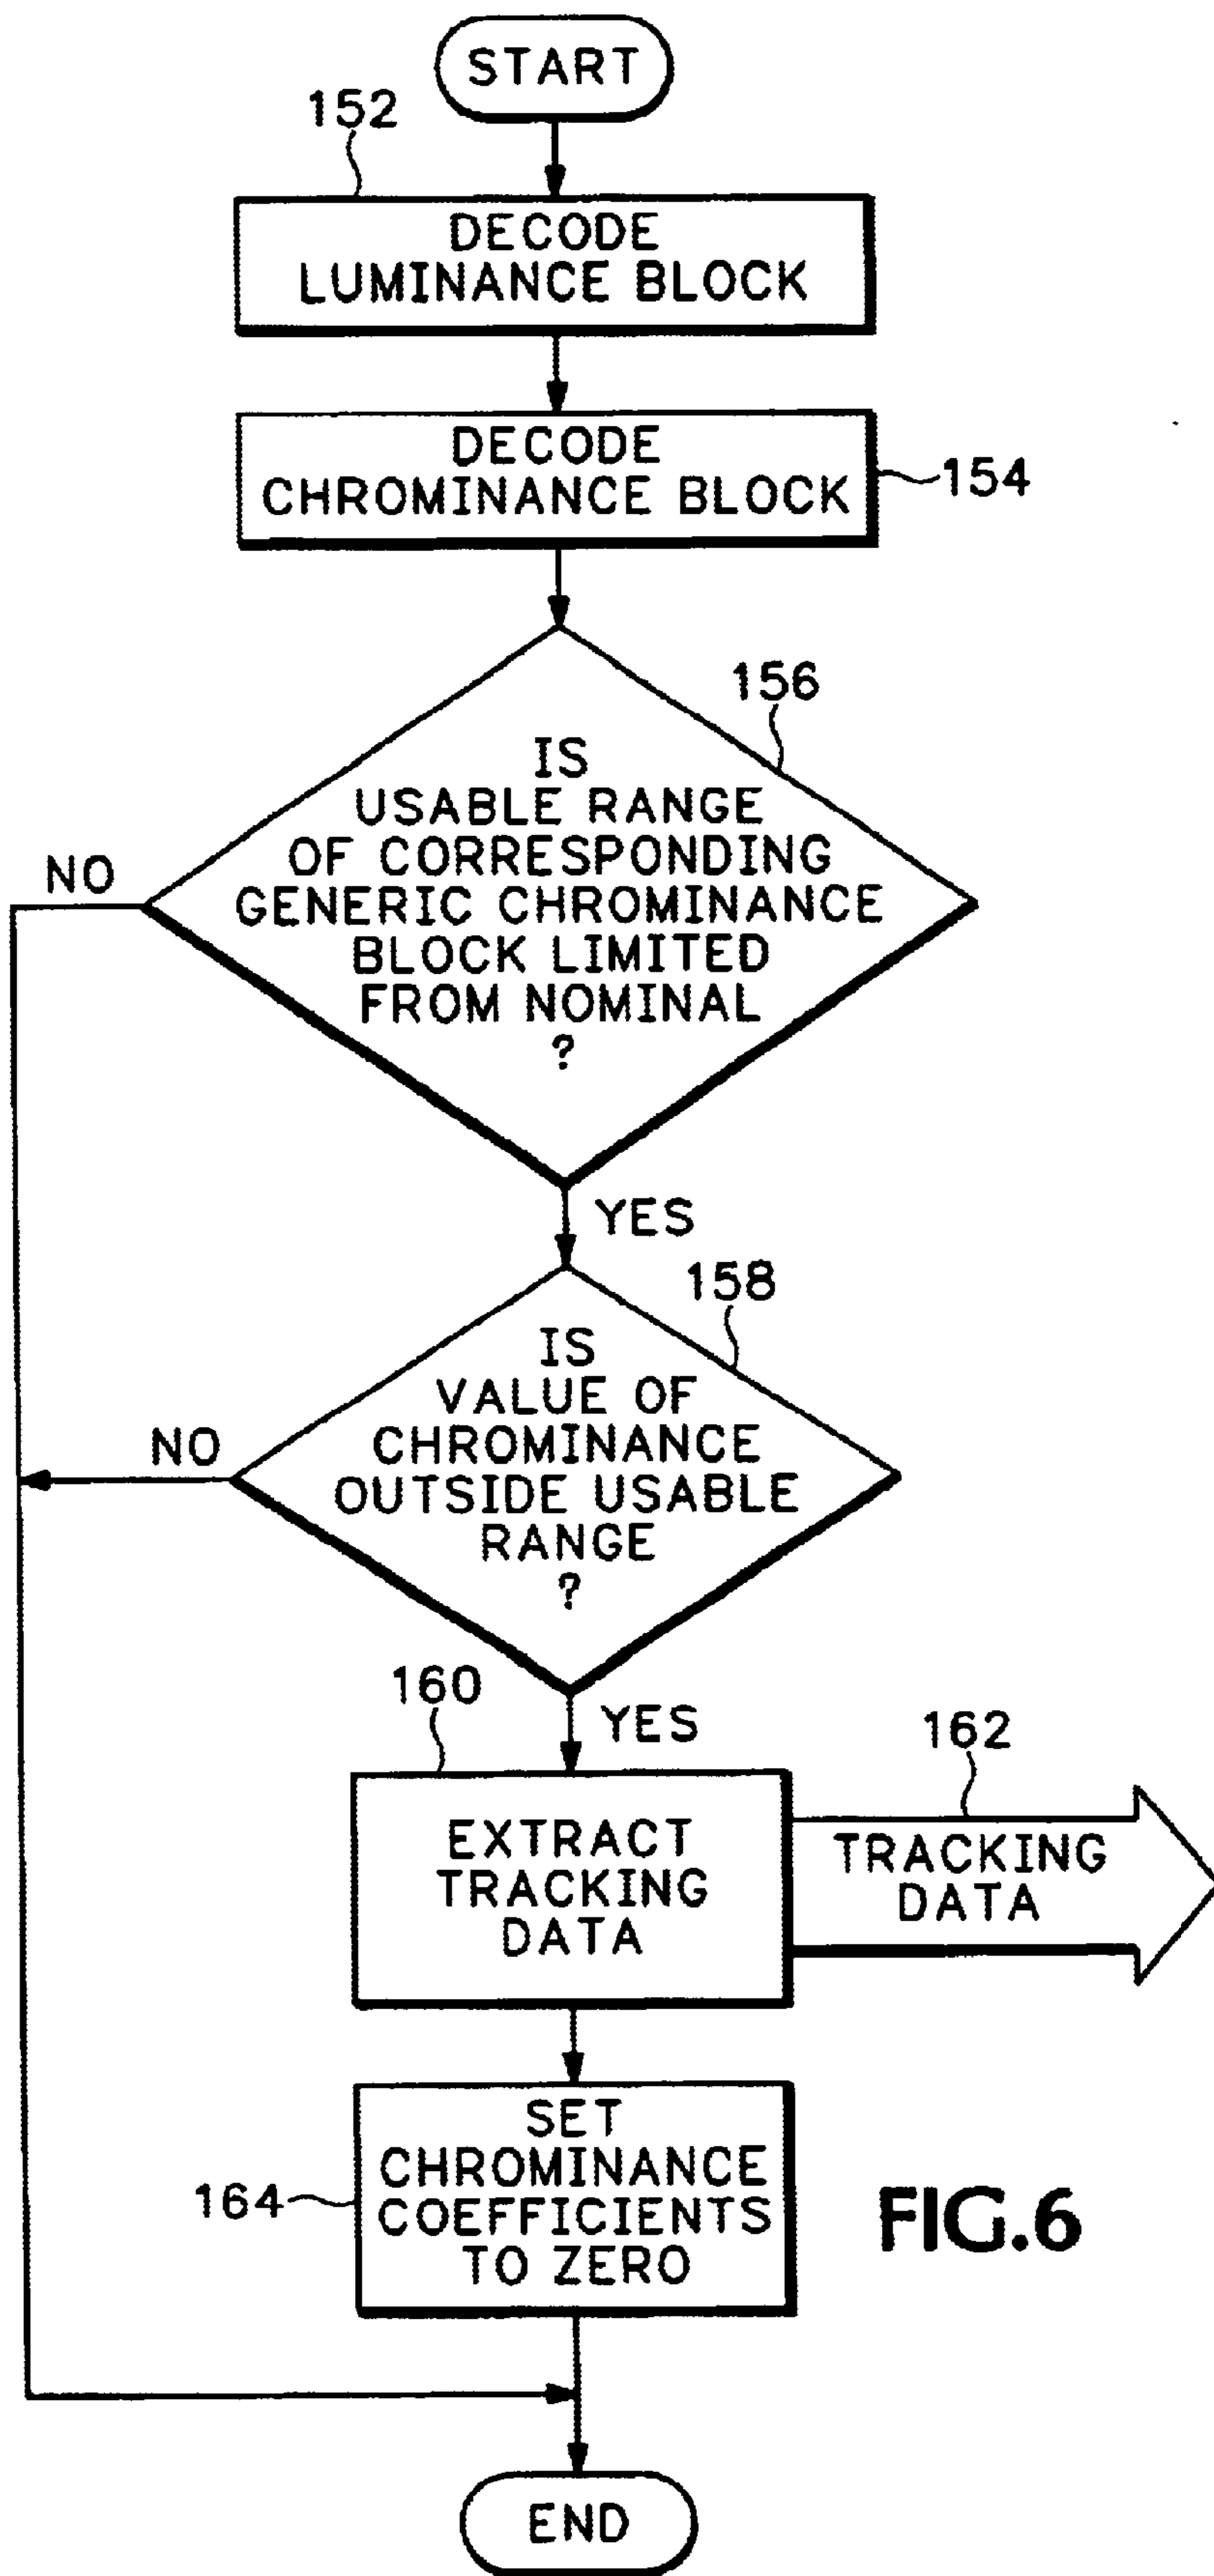 START
152
DECODE
LUMINANCE BLOCK
DECODE
CHROMINANCE BLOCK
154
156
IS
USABLE RANGE
OF CORRESPONDING
GENERIC CHROMINANCE
BLOCK LIMITED
FROM NOMINAL
?
NO
YES
158
IS
VALUE OF
CHROMINANCE
OUTSIDE USABLE
RANGE
?
NO
YES
160
EXTRACT
TRACKING
DATA
162
TRACKING
DATA
SET
CHROMINANCE
COEFFICIENTS
TO ZERO
164
FIG.6
END